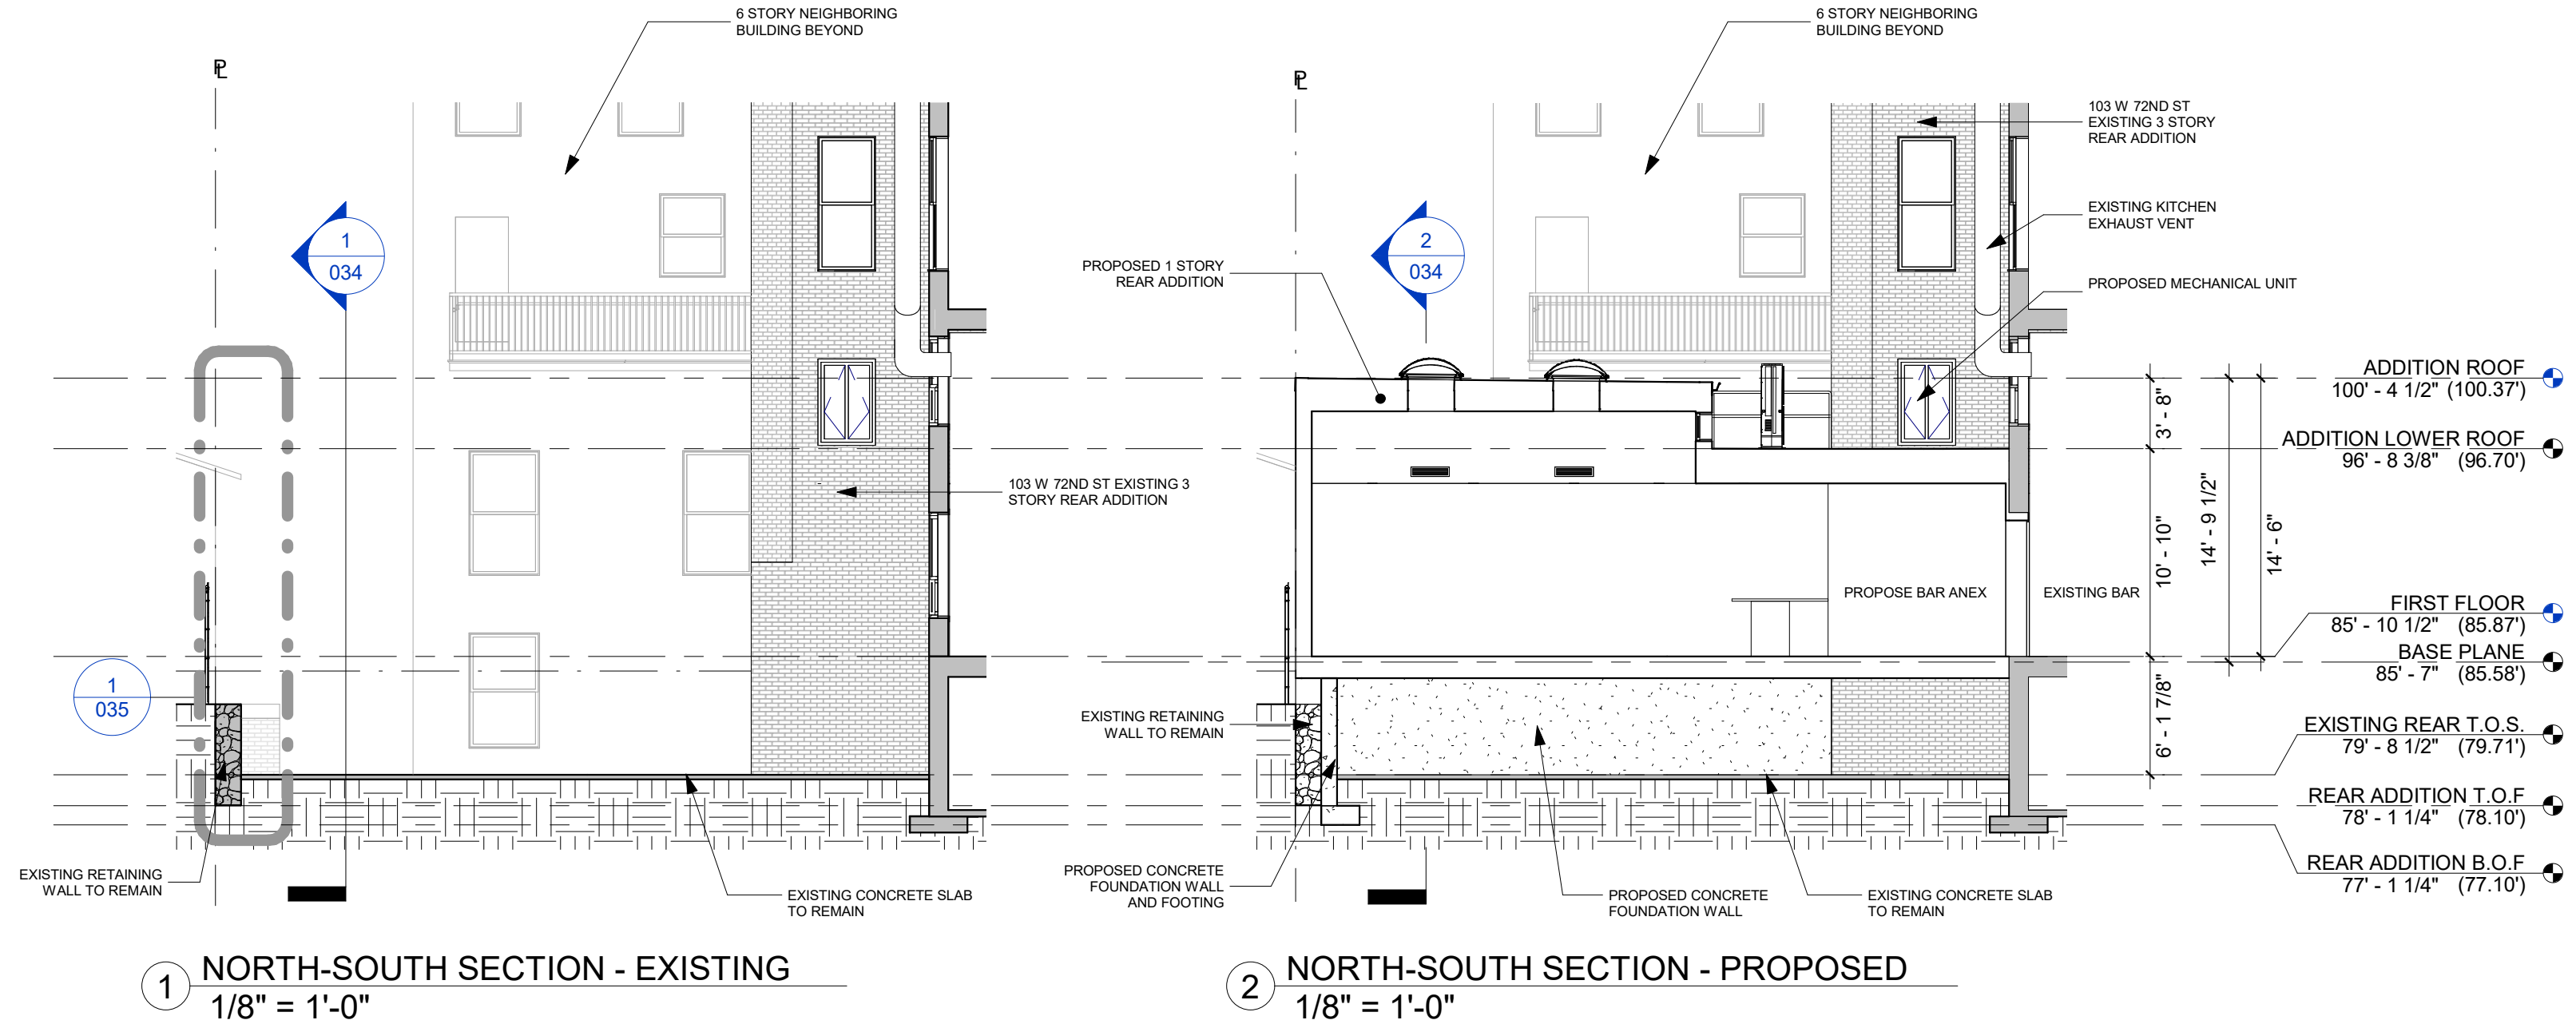 6 STORY NEIGHBORING
BUILDING BEYOND
PL
1
034
103 W 72ND ST EXISTING 3
STORY REAR ADDITION
1
035
EXISTING RETAINING
WALL TO REMAIN
EXISTING CONCRETE SLAB
TO REMAIN
1
NORTH-SOUTH SECTION - EXISTING
1/8" = 1'-0"
6 STORY NEIGHBORING
BUILDING BEYOND
PL
103 W 72ND ST
EXISTING 3 STORY
REAR ADDITION
2
034
EXISTING KITCHEN
EXHAUST VENT
PROPOSED 1 STORY
REAR ADDITION
PROPOSED MECHANICAL UNIT
PROPOSE BAR ANEX
EXISTING BAR
EXISTING RETAINING
WALL TO REMAIN
PROPOSED CONCRETE
FOUNDATION WALL
AND FOOTING
PROPOSED CONCRETE
FOUNDATION WALL
EXISTING CONCRETE SLAB
TO REMAIN
3' - 8"
10' - 10"
6' - 1 7/8"
14' - 9 1/2"
14' - 6"
ADDITION ROOF
100' - 4 1/2" (100.37')
ADDITION LOWER ROOF
96' - 8 3/8" (96.70')
FIRST FLOOR
85' - 10 1/2" (85.87')
BASE PLANE
85' - 7" (85.58')
EXISTING REAR T.O.S.
79' - 8 1/2" (79.71')
REAR ADDITION T.O.F
78' - 1 1/4" (78.10')
REAR ADDITION B.O.F
77' - 1 1/4" (77.10')
2
NORTH-SOUTH SECTION - PROPOSED
1/8" = 1'-0"